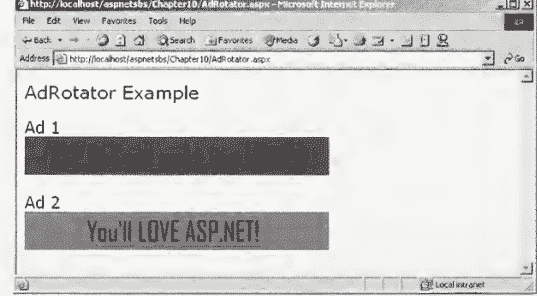 http://localhost/aspnetsbs/Chapter10/AdRotator.aspx - Microsoft Internet Explorer
File Edit View Favorites Tools Help
Back Search Favorites Media
Address http://localhost/aspnetsbs/Chapter10/AdRotator.aspx Go
AdRotator Example
Ad 1
Ad 2
You'll LOVE ASP.NET!
Local intranet